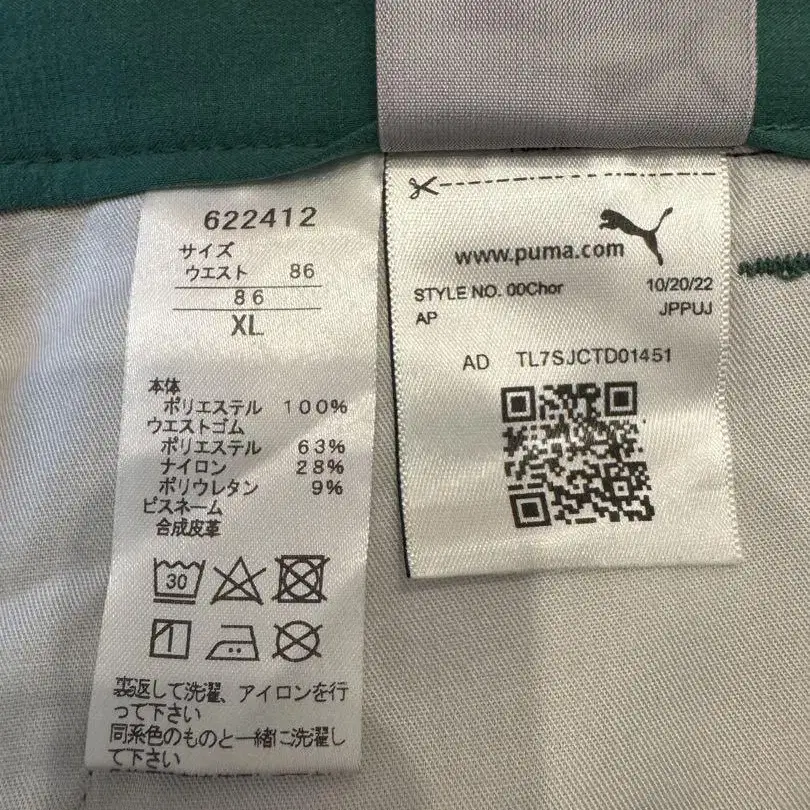 622412
サイズ
ウエスト 86
86
XL
本体
ポリエステル 100%
ウエストゴム
ポリエステル 63%
ナイロン 28%
ポリウレタン 9%
ピスネーム
合成皮革
30
裏返して洗濯、アイロンを行
って下さい
同系色のものと一緒に洗濯し
て下さい
www.puma.com
STYLE NO. 00Chor 10/20/22
AP JPPUJ
AD TL7SJCTD01451